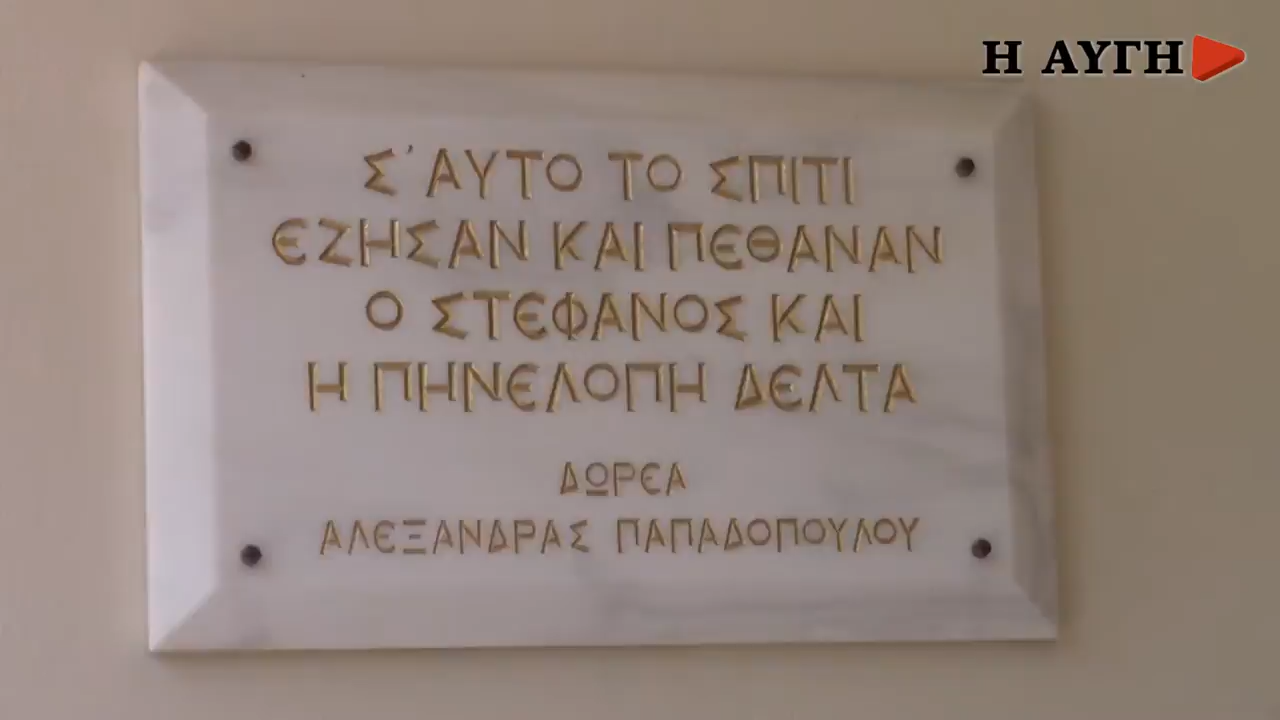 Η ΑΥΓΗ
Σ'ΑΥΤΟ ΤΟ ΣΠΙΤΙ
ΕΖΗΣΑΝ ΚΑΙ ΠΕΘΑΝΑΝ
Ο ΣΤΕΦΑΝΟΣ ΚΑΙ
Η ΠΗΝΕΛΟΠΗ ΔΕΛΤΑ
ΔΩΡΕΑ
ΑΛΕΞΑΝΔΡΑΣ ΠΑΠΑΔΟΠΟΥΛΟΥ